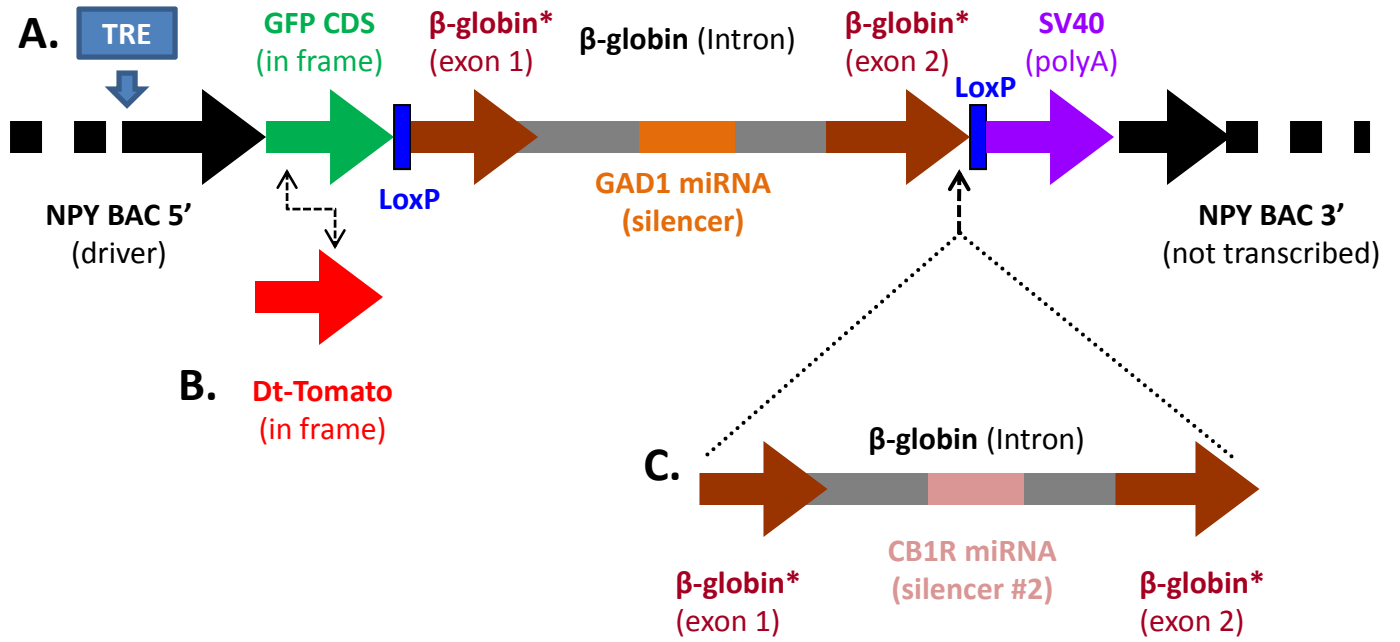 A.
TRE
GFP CDS
(in frame)
β-globin*
(exon 1)
β-globin (Intron)
β-globin*
(exon 2)
SV40
(polyA)
LoxP
LoxP
GAD1 miRNA
(silencer)
NPY BAC 5’
(driver)
NPY BAC 3’
(not transcribed)
B.
Dt-Tomato
(in frame)
C.
β-globin (Intron)
CB1R miRNA
(silencer #2)
β-globin*
(exon 1)
β-globin*
(exon 2)